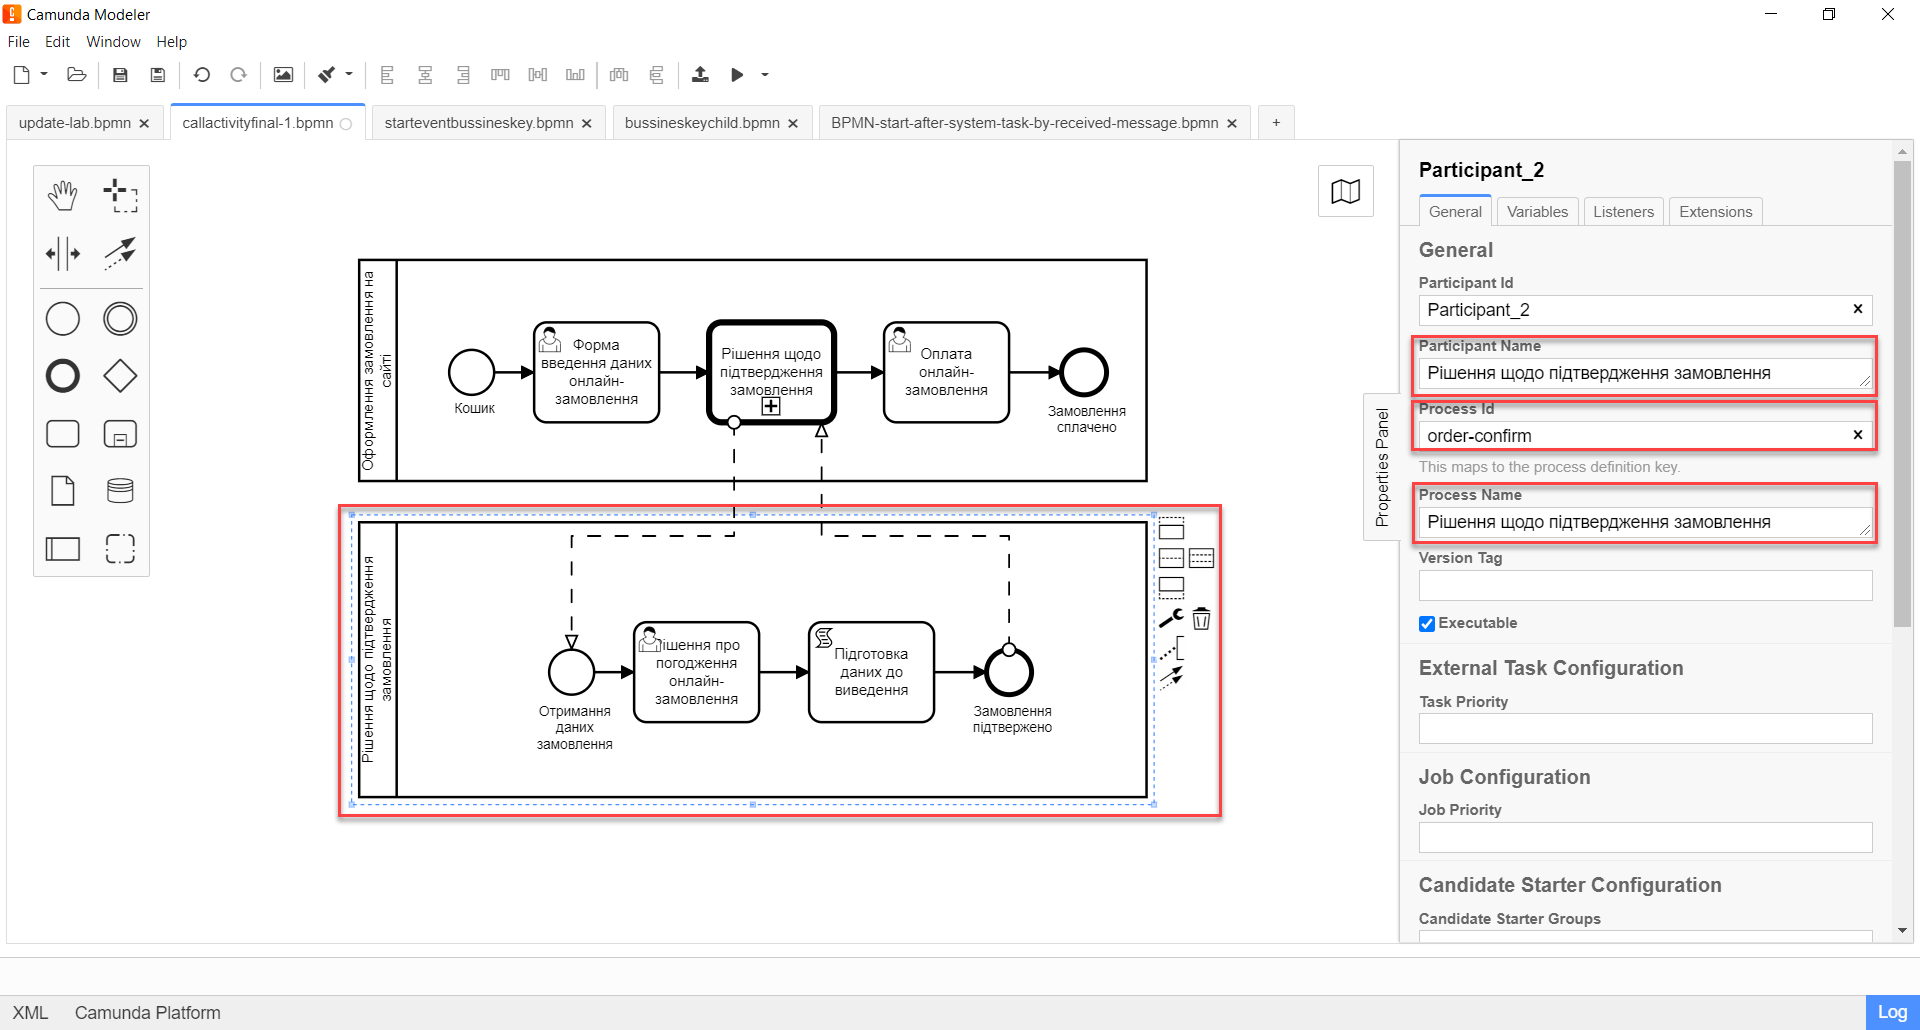 Camunda Modeler
File Edit Window Help
update-lab.bpmn
callactivityfinal-1.bpmn
starteventbussineskey.bpmn
bussineskeychild.bpmn
BPMN-start-after-system-task-by-received-message.bpmn
+
Оформлення замовлення на
сайті
Кошик
Форма
введення даних
онлайн-
замовлення
Рішення щодо
підтвердження
замовлення
Оплата
онлайн-
замовлення
Замовлення
сплачено
Рішення щодо підтвердження
замовлення
Отримання
даних
замовлення
Рішення про
погодження
онлайн-
замовлення
Підготовка
даних до
виведення
Замовлення
підтвержено
Properties Panel
Participant_2
General
Variables
Listeners
Extensions
General
Participant Id
Participant_2
Participant Name
Рішення щодо підтвердження замовлення
Process Id
order-confirm
This maps to the process definition key.
Process Name
Рішення щодо підтвердження замовлення
Version Tag
Executable
External Task Configuration
Task Priority
Job Configuration
Job Priority
Candidate Starter Configuration
Candidate Starter Groups
XML
Camunda Platform
Log